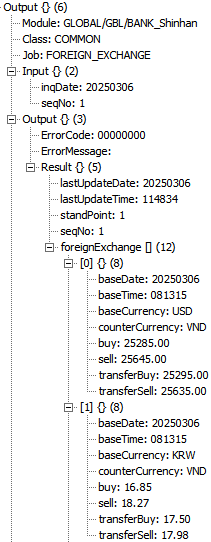 Output {} (6)
Module: GLOBAL/GBL/BANK_Shinhan
Class: COMMON
Job: FOREIGN_EXCHANGE
Input {} (2)
inqDate: 20250306
seqNo: 1
Output {} (3)
ErrorCode: 00000000
ErrorMessage:
Result {} (5)
lastUpdateDate: 20250306
lastUpdateTime: 114834
standPoint: 1
seqNo: 1
foreignExchange [] (12)
[0] {} (8)
baseDate: 20250306
baseTime: 081315
baseCurrency: USD
counterCurrency: VND
buy: 25285.00
sell: 25645.00
transferBuy: 25295.00
transferSell: 25635.00
[1] {} (8)
baseDate: 20250306
baseTime: 081315
baseCurrency: KRW
counterCurrency: VND
buy: 16.85
sell: 18.27
transferBuy: 17.50
transferSell: 17.98